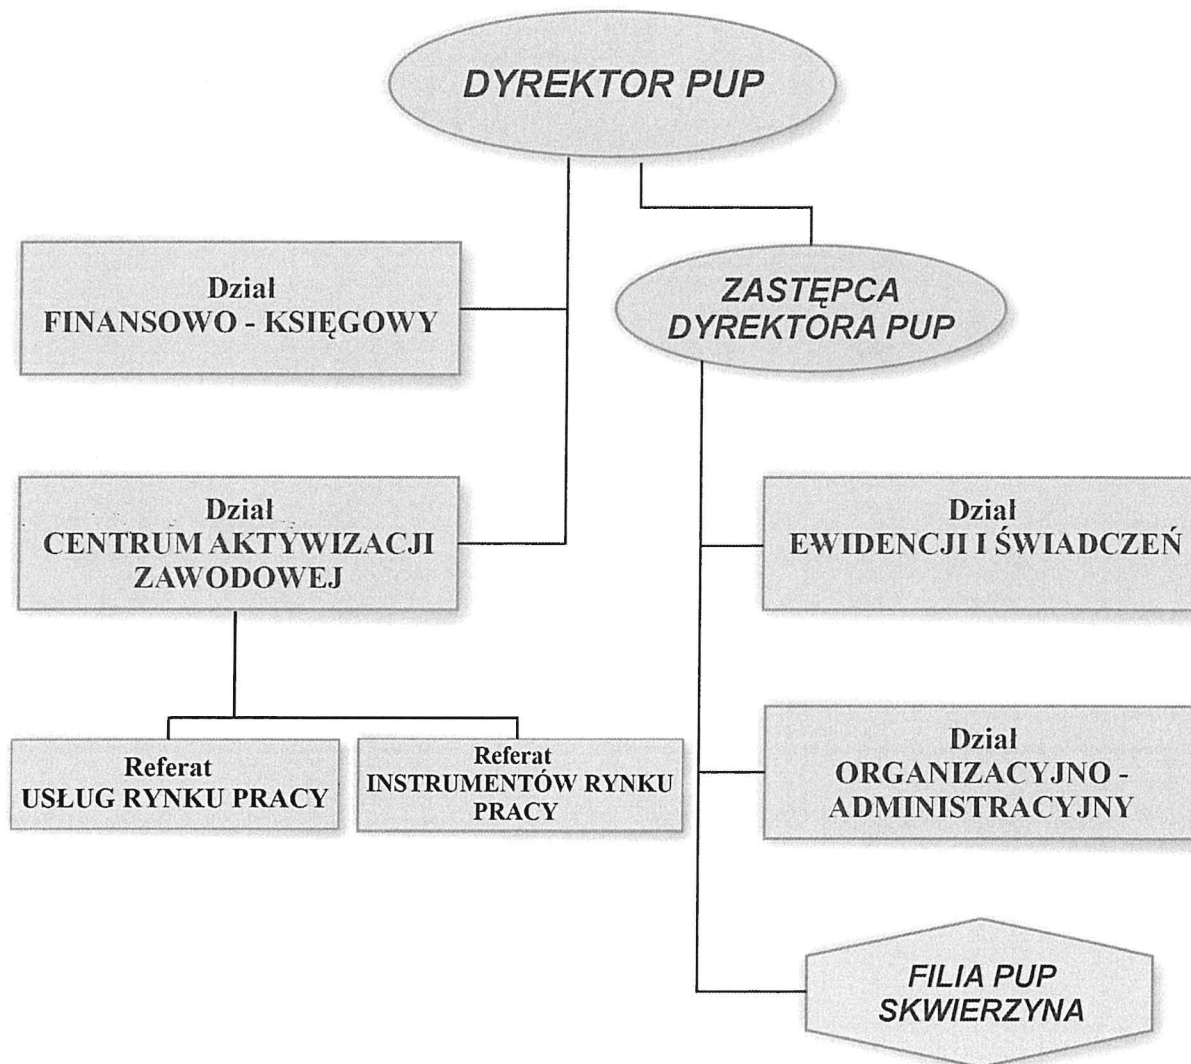 DYREKTOR PUP
Dział
FINANSOWO - KSIĘGOWY
ZASTĘPCA
DYREKTORA PUP
Dział
CENTRUM AKTYWIZACJI
ZAWODOWEJ
Dział
EWIDENCJI I ŚWIADCZEŃ
Referat
USŁUG RYNKU PRACY
Referat
INSTRUMENTÓW RYNKU
PRACY
Dział
ORGANIZACYJNO -
ADMINISTRACYJNY
FILIA PUP
SKWIERZYNA